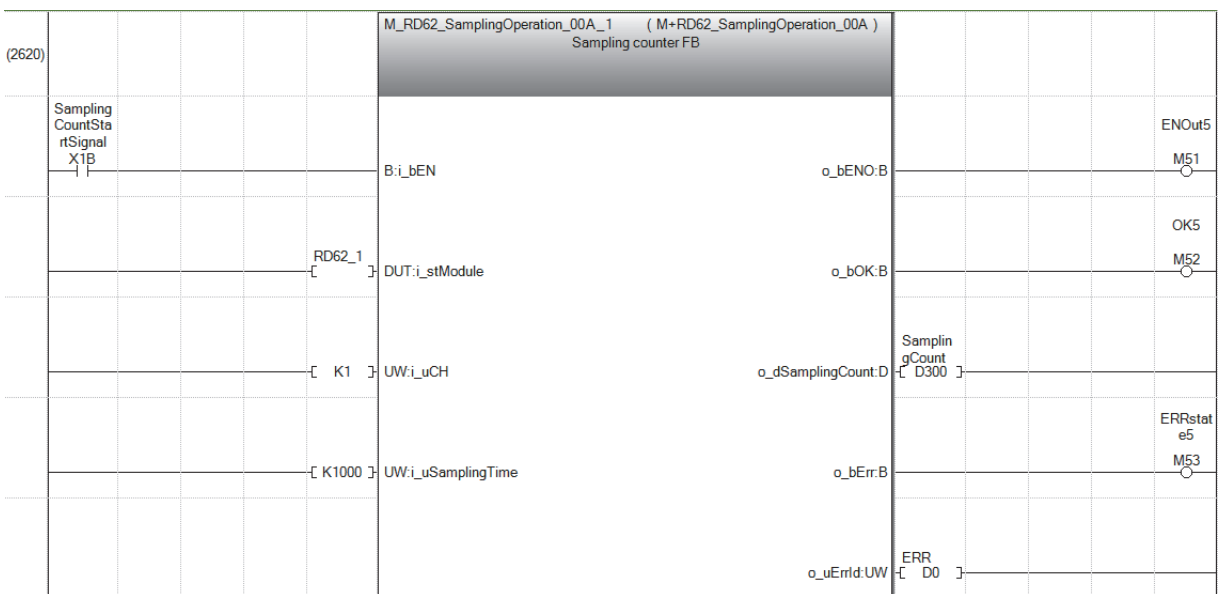 M_RD62_SamplingOperation_00A_1 ( M+RD62_SamplingOperation_00A )
Sampling counter FB
(2620)
Sampling
CountSta
rtSignal
X1B
B:i_bEN
o_bENO:B
ENOut5
M51
RD62_1
DUT:i_stModule
o_bOK:B
OK5
M52
K1
UW:i_uCH
o_dSamplingCount:D
Samplin
gCount
D300
K1000
UW:i_uSamplingTime
o_bErr:B
ERRstat
e5
M53
o_uErrId:UW
ERR
D0